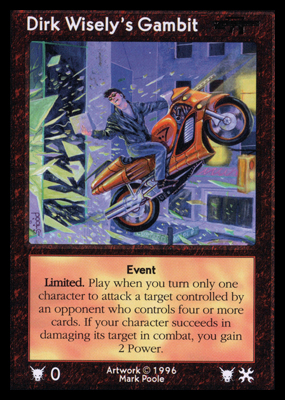 Dirk Wisely's Gambit
Event
Limited. Play when you turn only one
character to attack a target controlled by
an opponent who controls four or more
cards. If your character succeeds in
damaging its target in combat, you gain
2 Power.
0
Artwork © 1996
Mark Poole